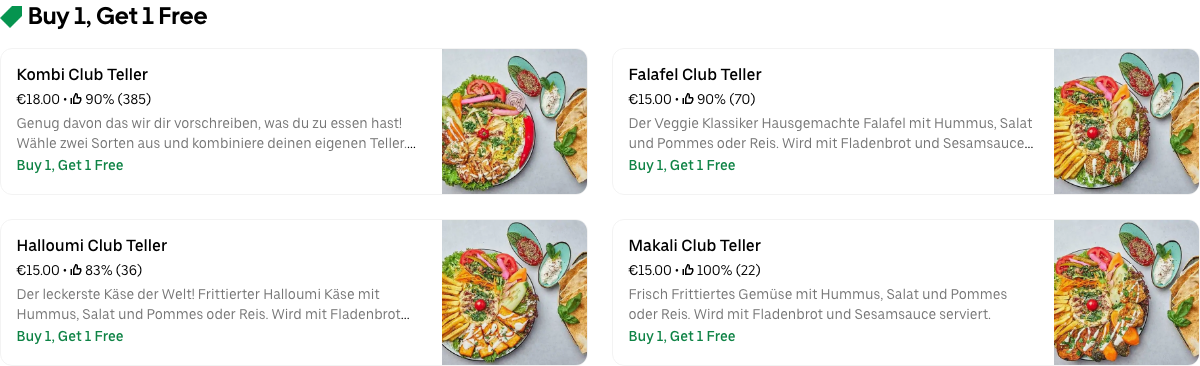 Buy 1, Get 1 Free
Kombi Club Teller
€18.00 • 90% (385)
Genug davon das wir dir vorschreiben, was du zu essen hast!
Wähle zwei Sorten aus und kombiniere deinen eigenen Teller....
Buy 1, Get 1 Free
Falafel Club Teller
€15.00 • 90% (70)
Der Veggie Klassiker Hausgemachte Falafel mit Hummus, Salat
und Pommes oder Reis. Wird mit Fladenbrot und Sesamsauce...
Buy 1, Get 1 Free
Halloumi Club Teller
€15.00 • 83% (36)
Der leckerste Käse der Welt! Frittierter Halloumi Käse mit
Hummus, Salat und Pommes oder Reis. Wird mit Fladenbrot...
Buy 1, Get 1 Free
Makali Club Teller
€15.00 • 100% (22)
Frisch Frittiertes Gemüse mit Hummus, Salat und Pommes
oder Reis. Wird mit Fladenbrot und Sesamsauce serviert.
Buy 1, Get 1 Free